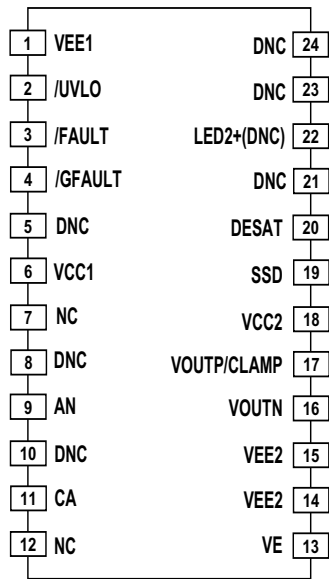 1 VEE1 DNC 24
2 /UVLO DNC 23
3 /FAULT LED2+(DNC) 22
4 /GFAULT DNC 21
5 DNC DESAT 20
6 VCC1 SSD 19
7 NC VCC2 18
8 DNC VOUTP/CLAMP 17
9 AN VOUTN 16
10 DNC VEE2 15
11 CA VEE2 14
12 NC VE 13